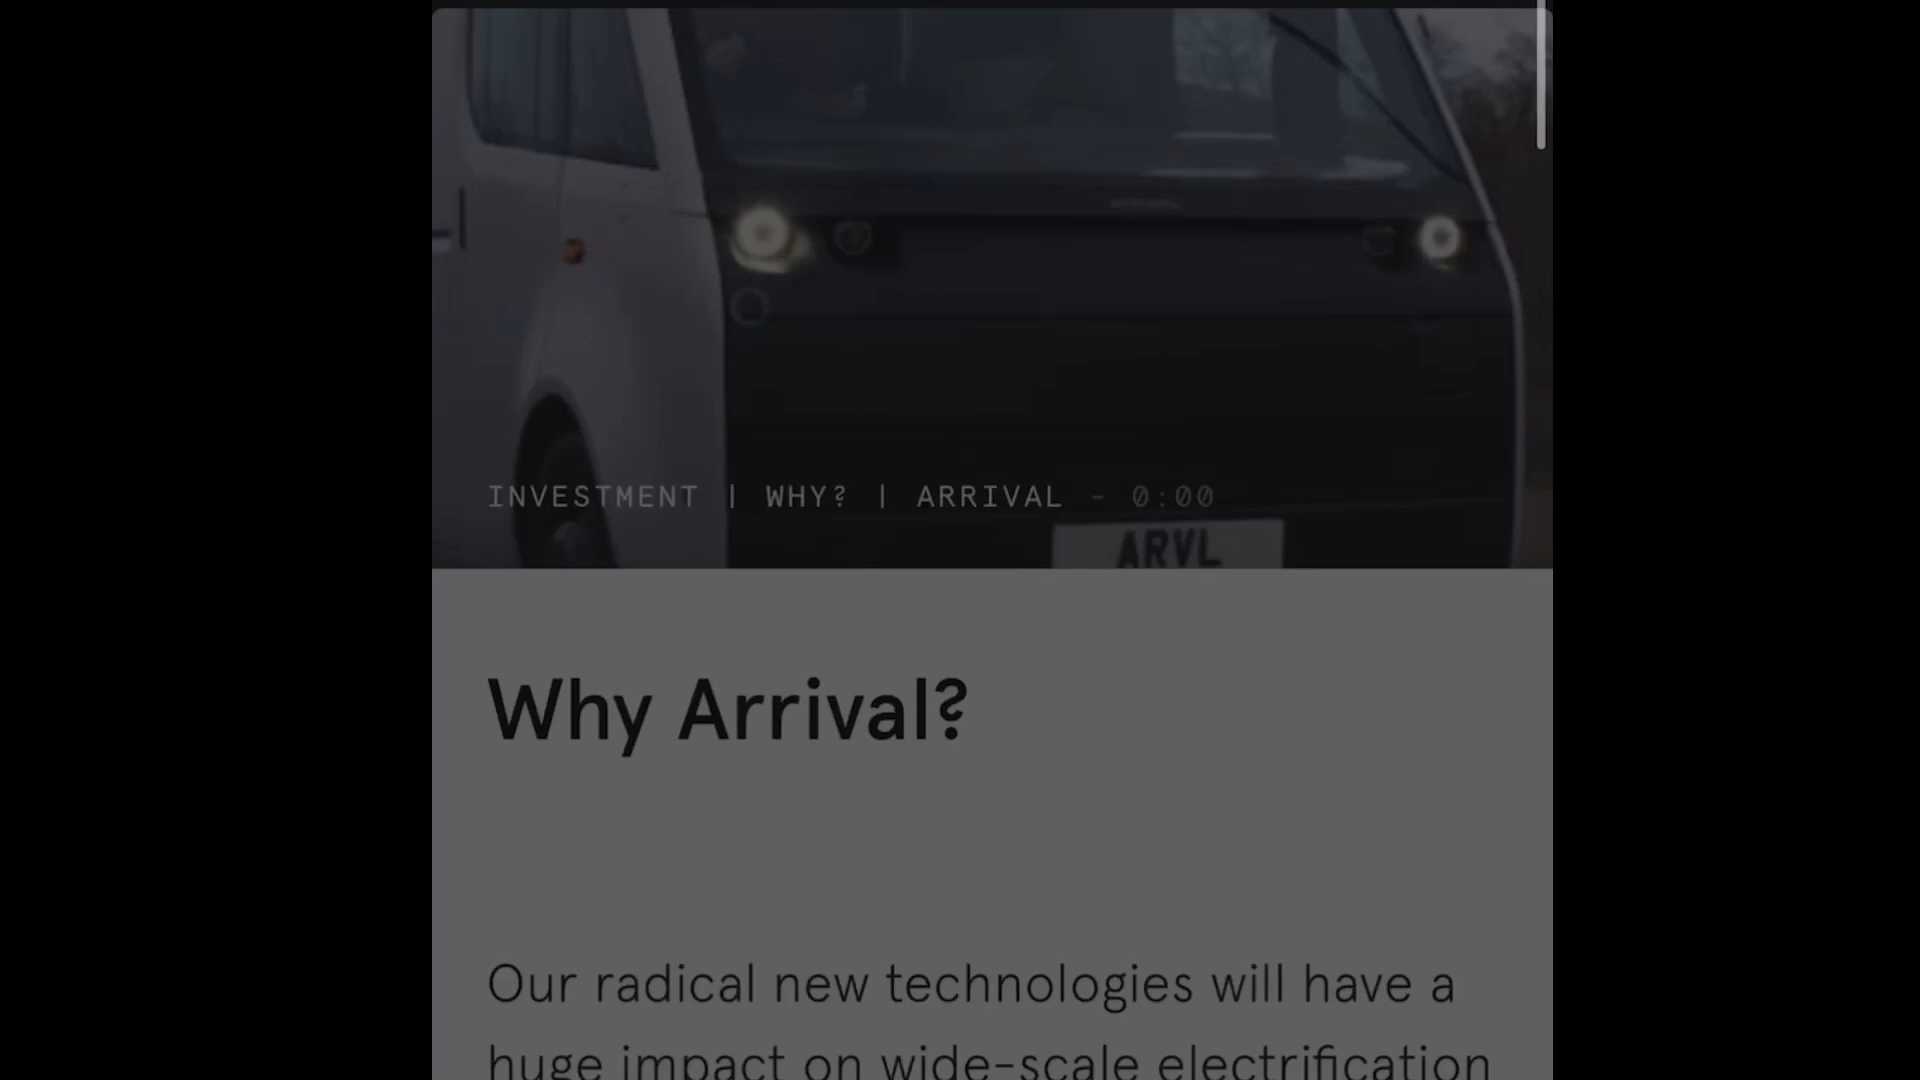 INVESTMENT | WHY? | ARRIVAL - 0:00
ARVL
Why Arrival?
Our radical new technologies will have a
huge impact on wide-scale electrification